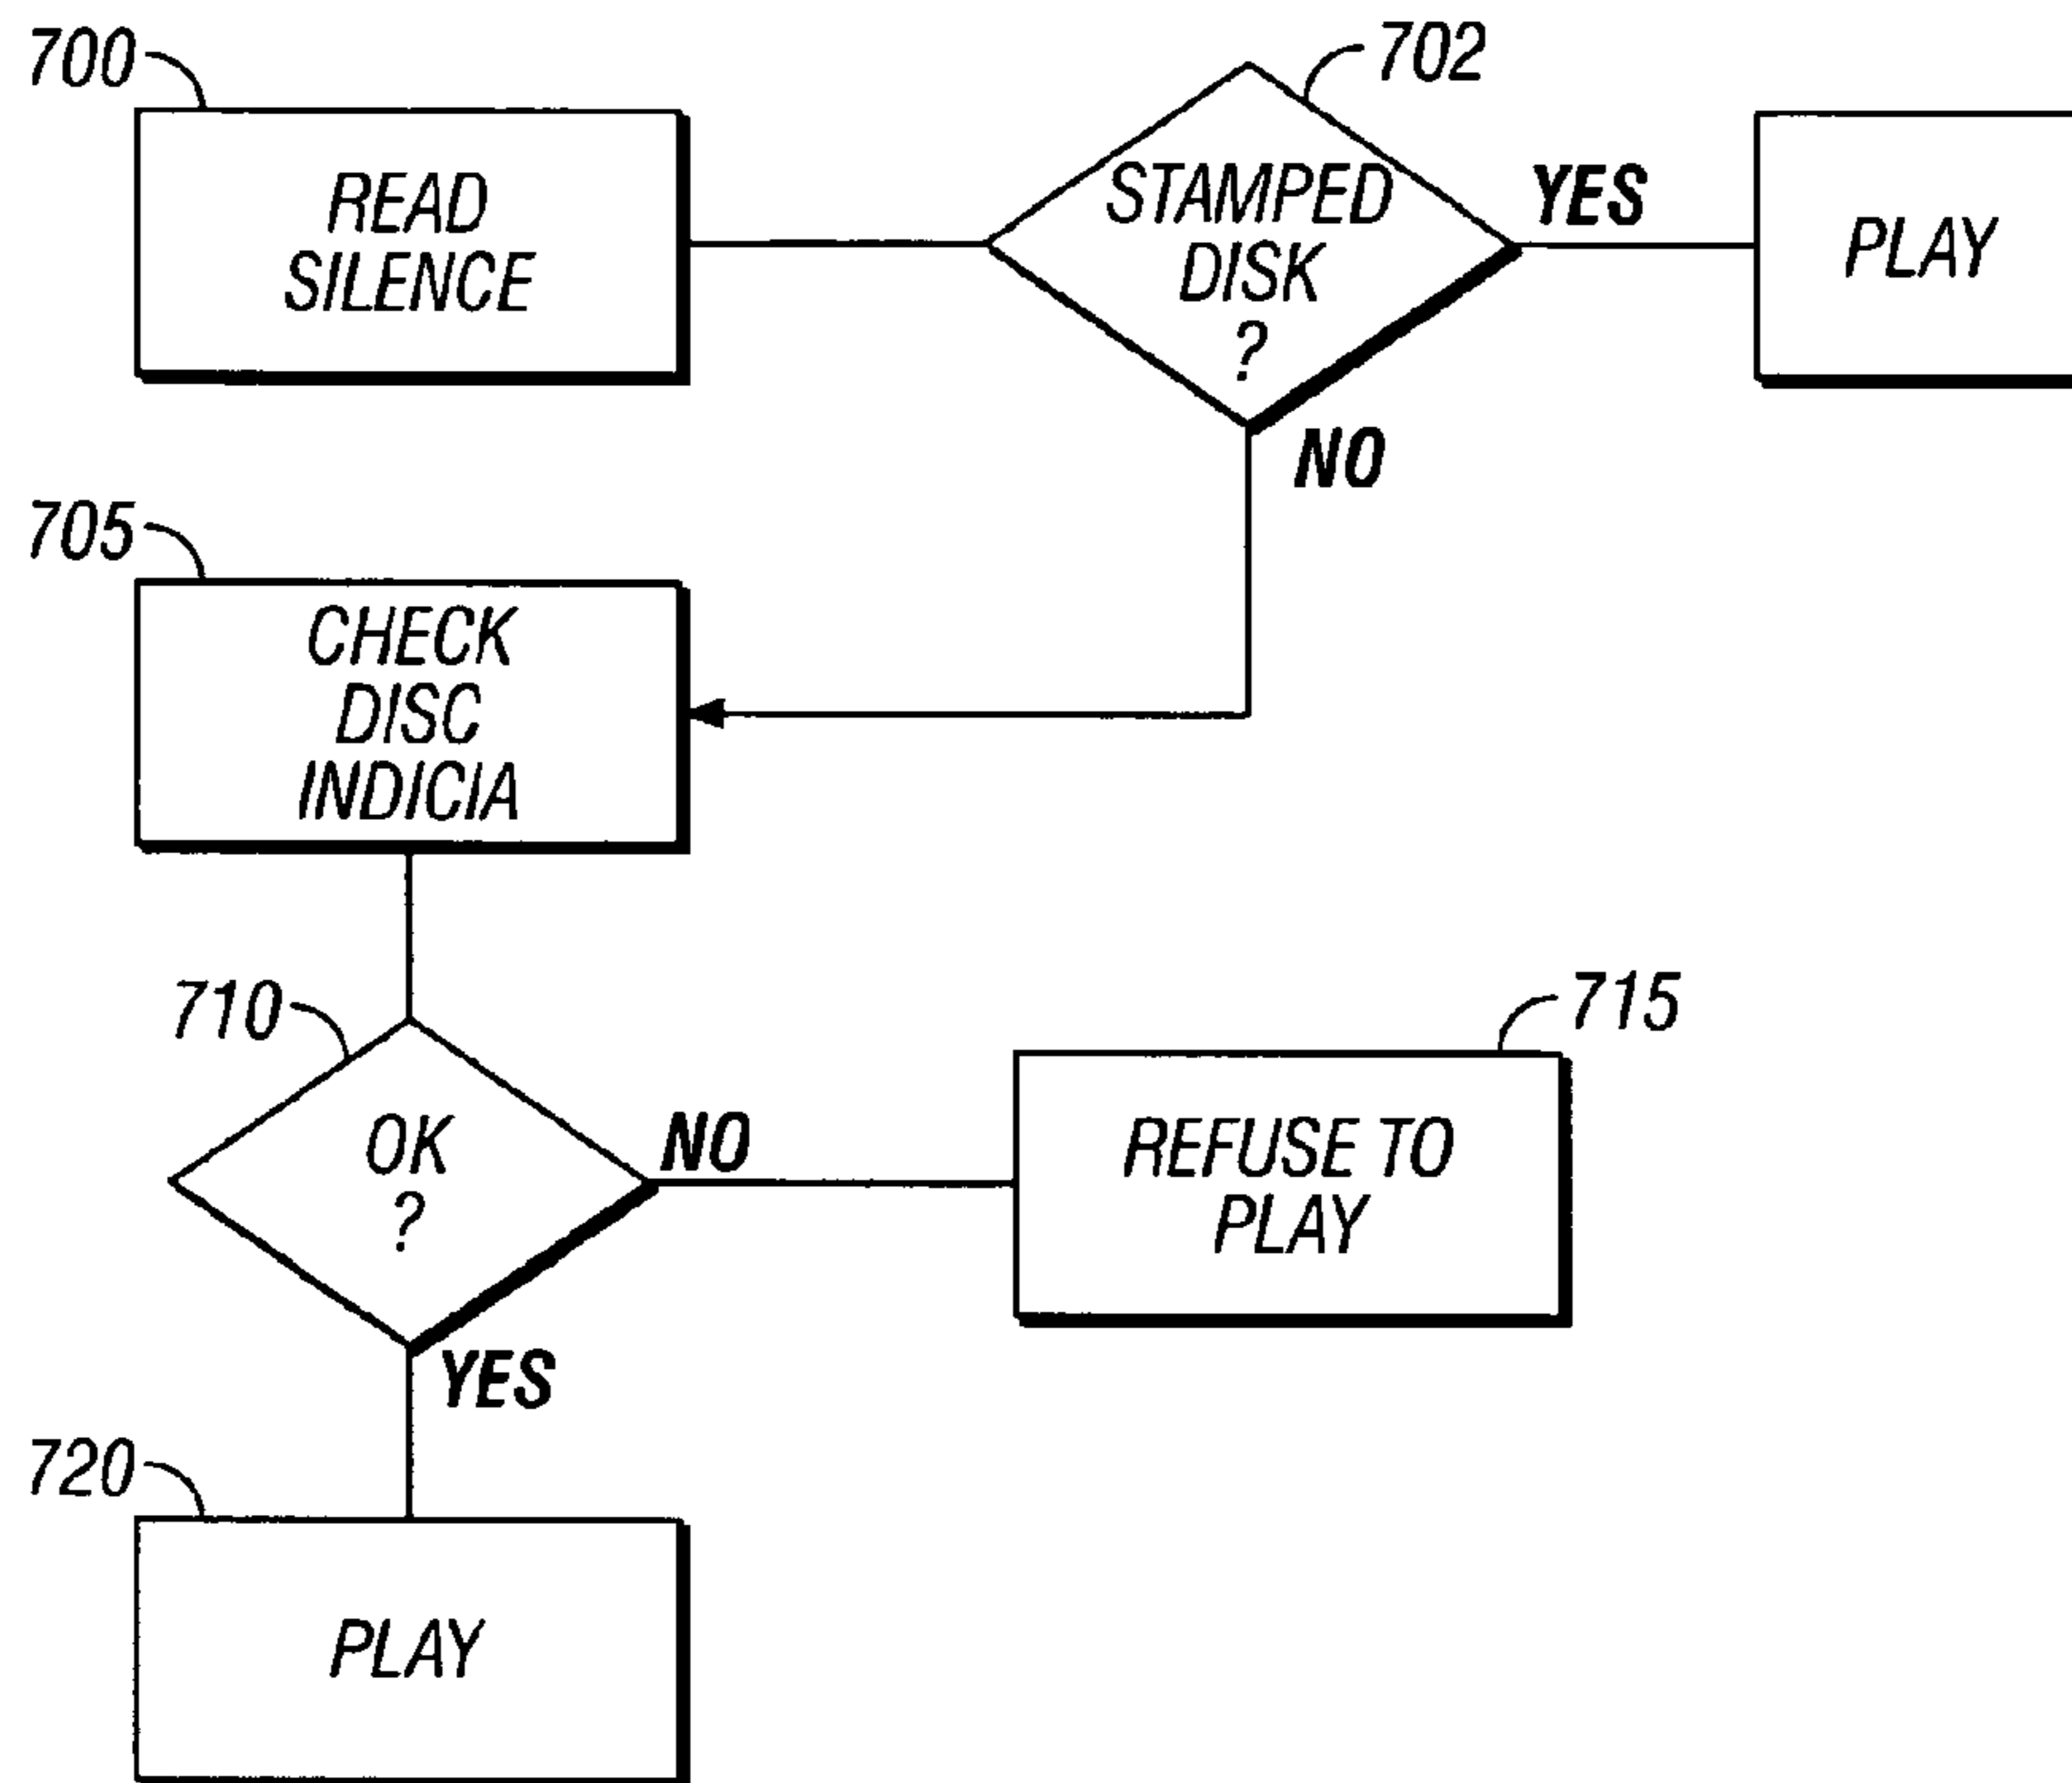 700
READ
SILENCE
702
STAMPED
DISK
?
YES
PLAY
NO
705
CHECK
DISC
INDICIA
710
OK
?
NO
715
REFUSE TO
PLAY
YES
720
PLAY